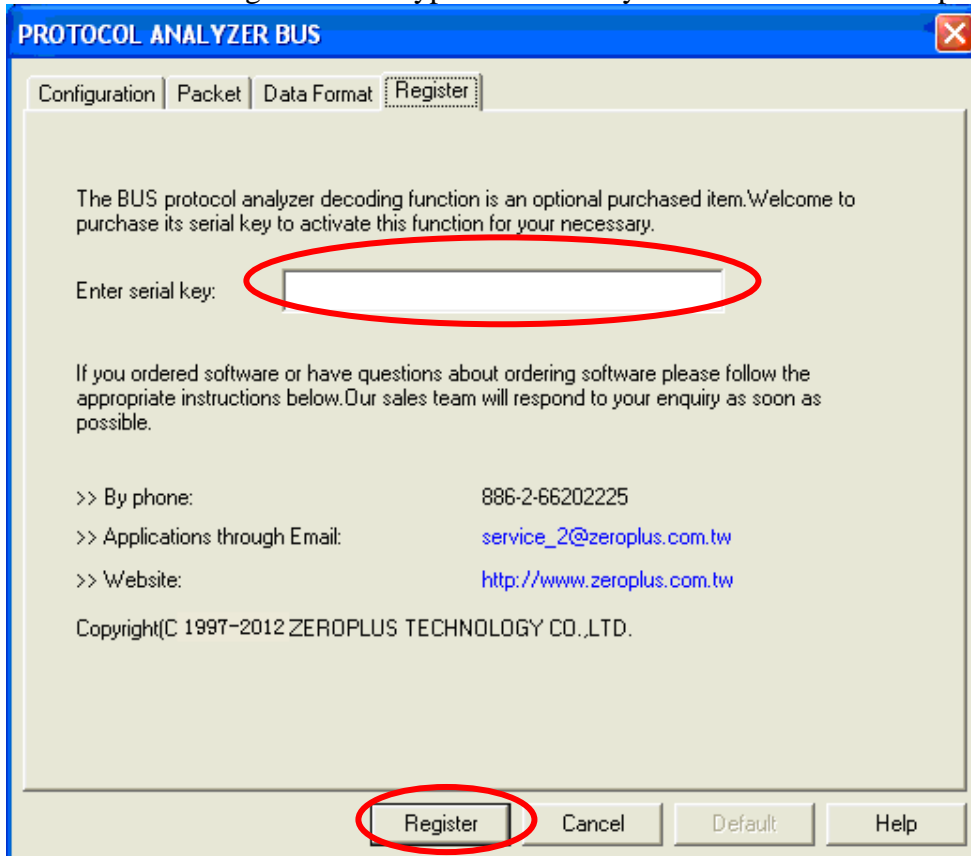 PROTOCOL ANALYZER BUS
Configuration Packet Data Format Register
The BUS protocol analyzer decoding function is an optional purchased item.Welcome to
purchase its serial key to activate this function for your necessary.
Enter serial key:
If you ordered software or have questions about ordering software please follow the
appropriate instructions below.Our sales team will respond to your enquiry as soon as
possible.
>> By phone: 886-2-66202225
>> Applications through Email: service_2@zeroplus.com.tw
>> Website: http://www.zeroplus.com.tw
Copyright(C 1997-2012 ZEROPLUS TECHNOLOGY CO.,LTD.
Register Cancel Default Help